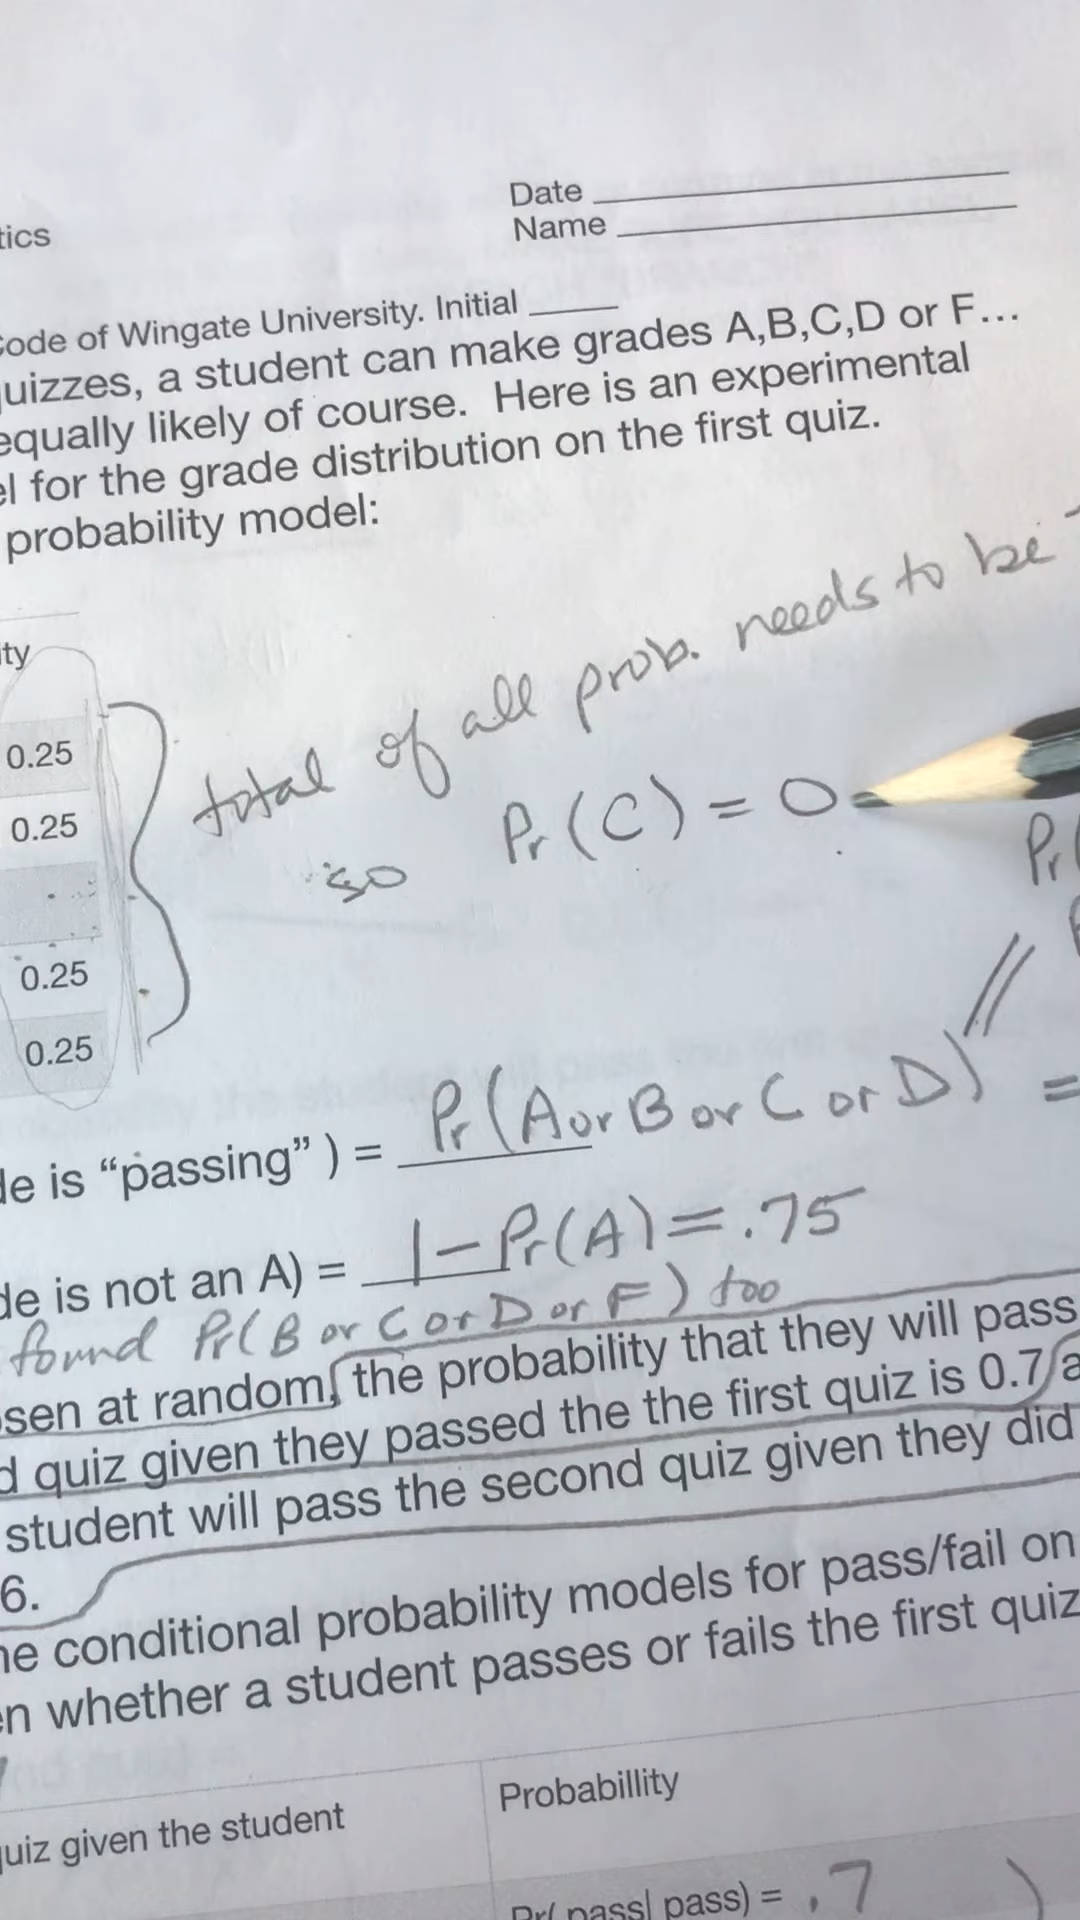 Date
Name
tics
Code of Wingate University. Initial
quizzes, a student can make grades A,B,C,D or F...
equally likely of course. Here is an experimental
el for the grade distribution on the first quiz.
probability model:
ity
total of all prob. needs to be
0.25
0.25
so Pr(C) = 0
Pr(
0.25
0.25
de is “passing” ) = Pr(A or B or C or D) =
de is not an A) = 1-Pr(A)=.75
found Pr(B or C or D or F) too
osen at random, the probability that they will pass
d quiz given they passed the the first quiz is 0.7 a
student will pass the second quiz given they did
6.
he conditional probability models for pass/fail on
en whether a student passes or fails the first quiz
quiz given the student
Probabillity
Pr( pass| pass) = .7